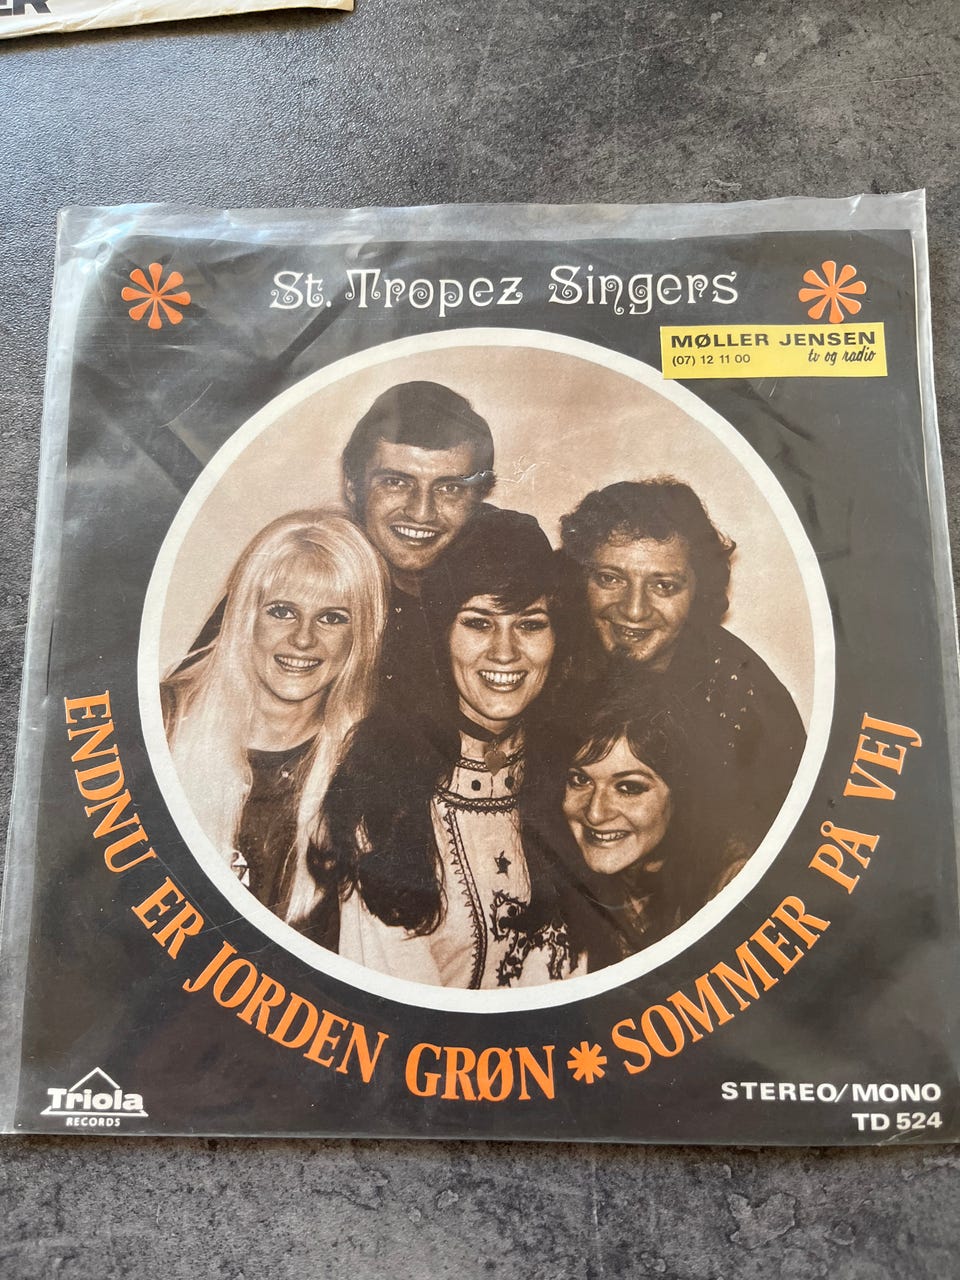 ER
St. Tropez Singers
MØLLER JENSEN
(07) 12 11 00 tv og radio
ENDNU ER JORDEN GRØN * SOMMER PÅ VEJ
Triola
RECORDS
STEREO/MONO
TD 524